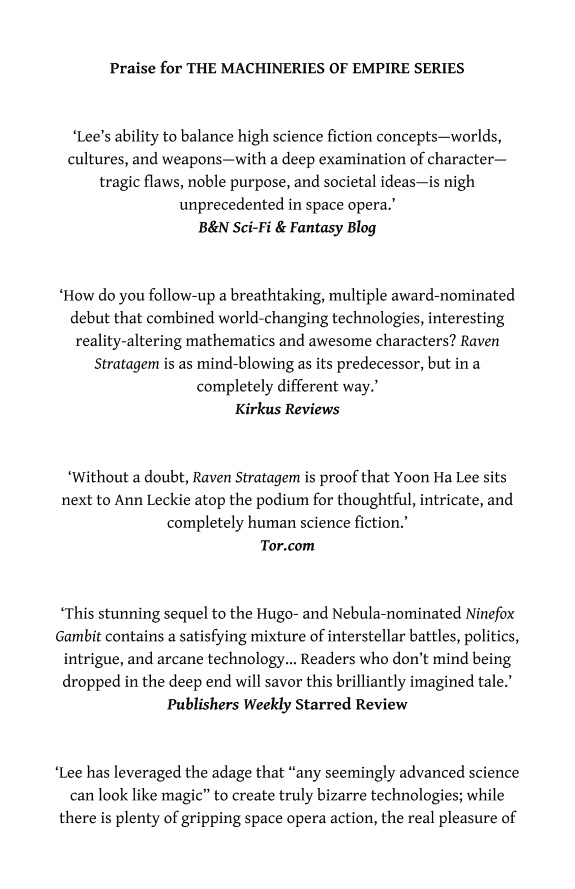 Praise for THE MACHINERIES OF EMPIRE SERIES
‘Lee’s ability to balance high science fiction concepts—worlds,
cultures, and weapons—with a deep examination of character—
tragic flaws, noble purpose, and societal ideas—is nigh
unprecedented in space opera.’
B&N Sci-Fi & Fantasy Blog
‘How do you follow-up a breathtaking, multiple award-nominated
debut that combined world-changing technologies, interesting
reality-altering mathematics and awesome characters? Raven
Stratagem is as mind-blowing as its predecessor, but in a
completely different way.’
Kirkus Reviews
‘Without a doubt, Raven Stratagem is proof that Yoon Ha Lee sits
next to Ann Leckie atop the podium for thoughtful, intricate, and
completely human science fiction.’
Tor.com
‘This stunning sequel to the Hugo- and Nebula-nominated Ninefox
Gambit contains a satisfying mixture of interstellar battles, politics,
intrigue, and arcane technology... Readers who don’t mind being
dropped in the deep end will savor this brilliantly imagined tale.’
Publishers Weekly Starred Review
‘Lee has leveraged the adage that “any seemingly advanced science
can look like magic” to create truly bizarre technologies; while
there is plenty of gripping space opera action, the real pleasure of